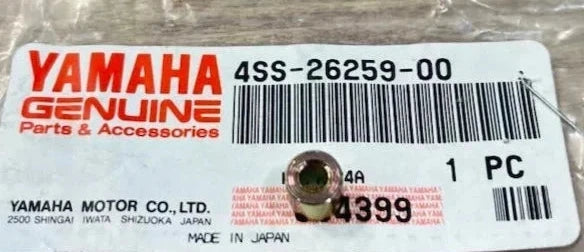 YAMAHA
GENUINE
Parts & Accessories
4SS-26259-00
4A
1 PC
YAMAHA MOTOR CO., LTD.
2500 SHINGAI IWATA SHIZUOKA JAPAN
4399
MADE IN JAPAN